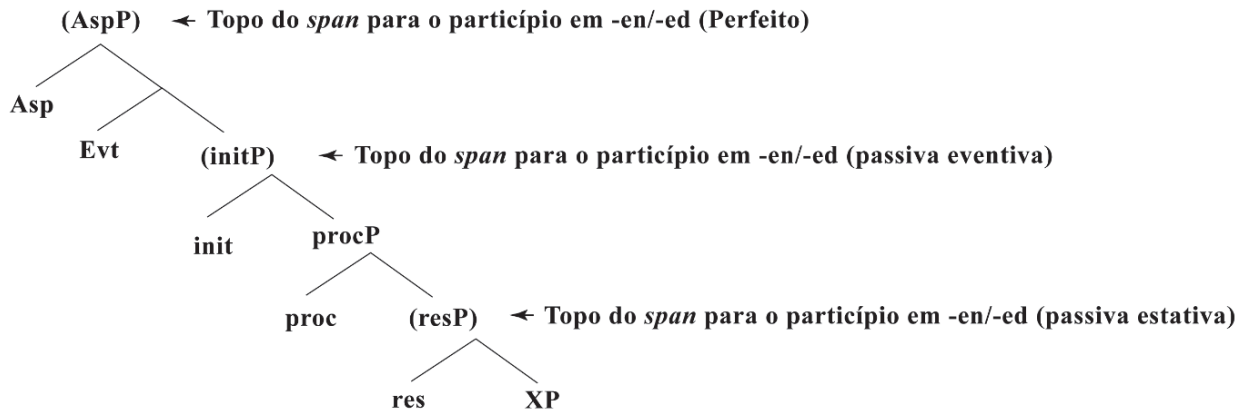 (AspP) ← Topo do span para o particípio em -en/-ed (Perfeito)
Asp
Evt (initP) ← Topo do span para o particípio em -en/-ed (passiva eventiva)
init procP
proc (resP) ← Topo do span para o particípio em -en/-ed (passiva estativa)
res XP